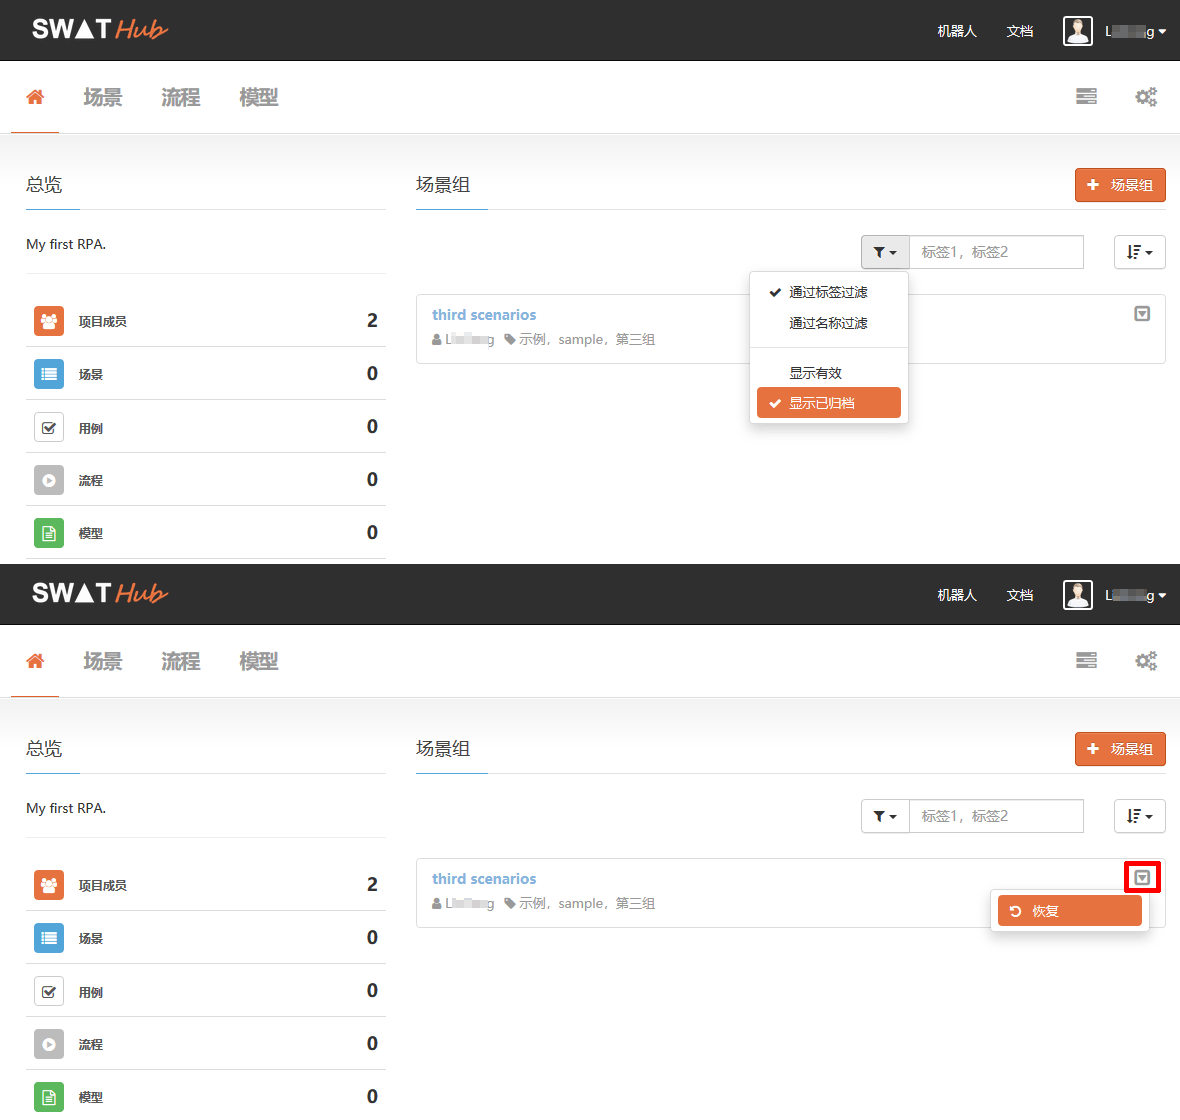 SWAT Hub
机器人 文档
场景 流程 模型
总览
场景组
场景组
My first RPA.
标签1，标签2
通过标签过滤
通过名称过滤
显示有效
显示已归档
third scenarios
示例，sample，第三组
项目成员 2
场景 0
用例 0
流程 0
模型 0
SWAT Hub
机器人 文档
场景 流程 模型
总览
场景组
场景组
My first RPA.
标签1，标签2
third scenarios
示例，sample，第三组
恢复
项目成员 2
场景 0
用例 0
流程 0
模型 0